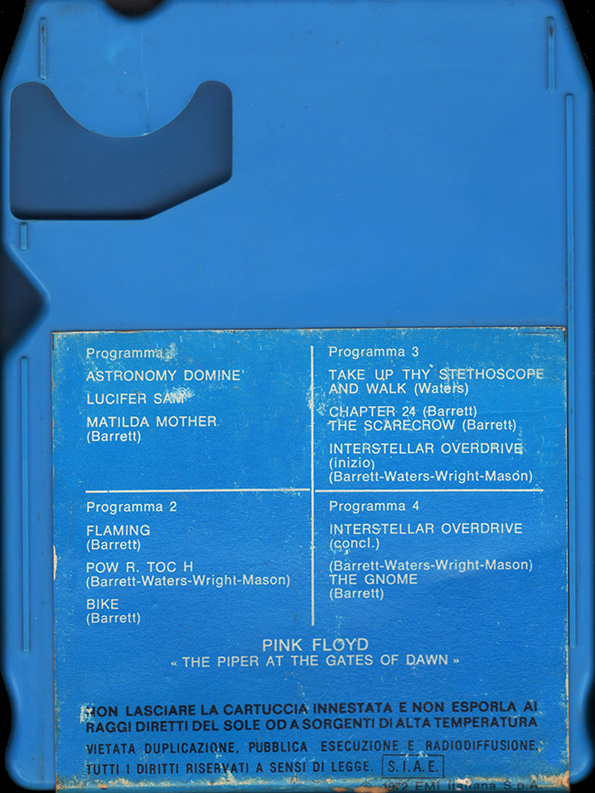 Programma 1
ASTRONOMY DOMINE'
LUCIFER SAM
MATILDA MOTHER
(Barrett)
Programma 2
FLAMING
(Barrett)
POW R. TOC H
(Barrett-Waters-Wright-Mason)
BIKE
(Barrett)
Programma 3
TAKE UP THY STETHOSCOPE
AND WALK (Waters)
CHAPTER 24 (Barrett)
THE SCARECROW (Barrett)
INTERSTELLAR OVERDRIVE
(inizio)
(Barrett-Waters-Wright-Mason)
Programma 4
INTERSTELLAR OVERDRIVE
(concl.)
(Barrett-Waters-Wright-Mason)
THE GNOME
(Barrett)
PINK FLOYD
« THE PIPER AT THE GATES OF DAWN »
NON LASCIARE LA CARTUCCIA INNESTATA E NON ESPORLA AI
RAGGI DIRETTI DEL SOLE OD A SORGENTI DI ALTA TEMPERATURA
VIETATA DUPLICAZIONE, PUBBLICA ESECUZIONE E RADIODIFFUSIONE,
TUTTI I DIRITTI RISERVATI A SENSI DI LEGGE. S.I.A.E.
EMI Italiana S.p.A.